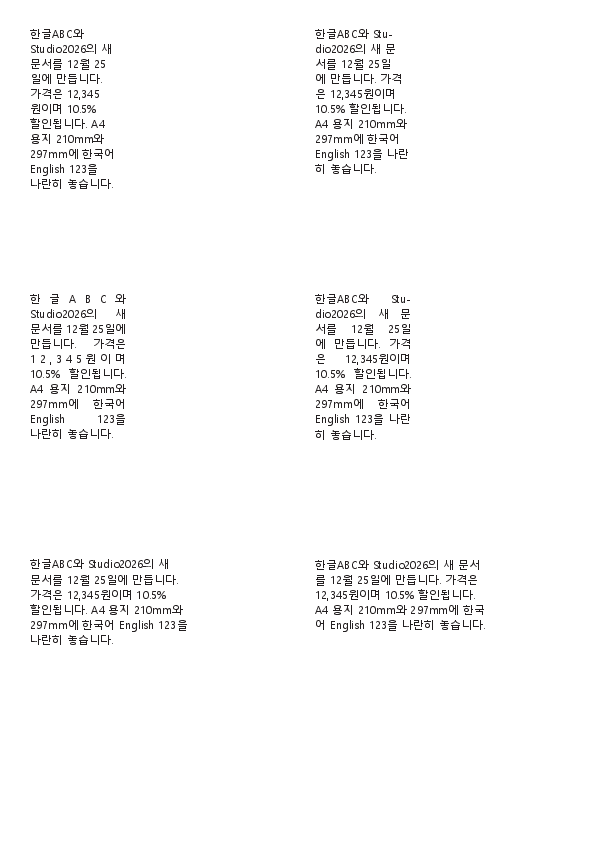 한글ABC와
Studio2026의 새
문서를 12월 25
일에 만듭니다.
가격은 12,345
원이며 10.5%
할인됩니다. A4
용지 210mm와
297mm에 한국어
English 123을
나란히 놓습니다.
한글ABC와 Stu-
dio2026의 새 문
서를 12월 25일
에 만듭니다. 가격
은 12,345원이며
10.5% 할인됩니다.
A4 용지 210mm와
297mm에 한국어
English 123을 나란
히 놓습니다.
한글ABC와
Studio2026의 새
문서를 12월 25일에
만듭니다. 가격은
12,345원이며
10.5% 할인됩니다.
A4 용지 210mm와
297mm에 한국어
English 123을
나란히 놓습니다.
한글ABC와 Stu-
dio2026의 새 문
서를 12월 25일
에 만듭니다. 가격
은 12,345원이며
10.5% 할인됩니다.
A4 용지 210mm와
297mm에 한국어
English 123을 나란
히 놓습니다.
한글ABC와 Studio2026의 새
문서를 12월 25일에 만듭니다.
가격은 12,345원이며 10.5%
할인됩니다. A4 용지 210mm와
297mm에 한국어 English 123을
나란히 놓습니다.
한글ABC와 Studio2026의 새 문서
를 12월 25일에 만듭니다. 가격은
12,345원이며 10.5% 할인됩니다.
A4 용지 210mm와 297mm에 한국
어 English 123을 나란히 놓습니다.